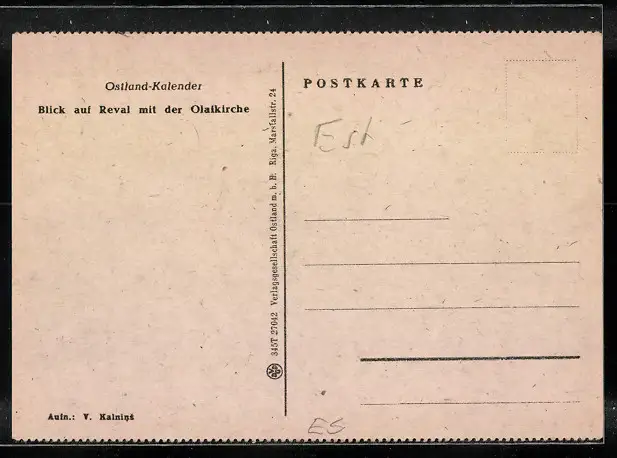 Ostland-Kalender
Blick auf Reval mit der Olaikirche
Aufn.: V. Kalniņš
345T 27042 Verlagsgesellschaft Ostland m. b. H. Riga, Marstallstr. 24
POSTKARTE
Est
ES